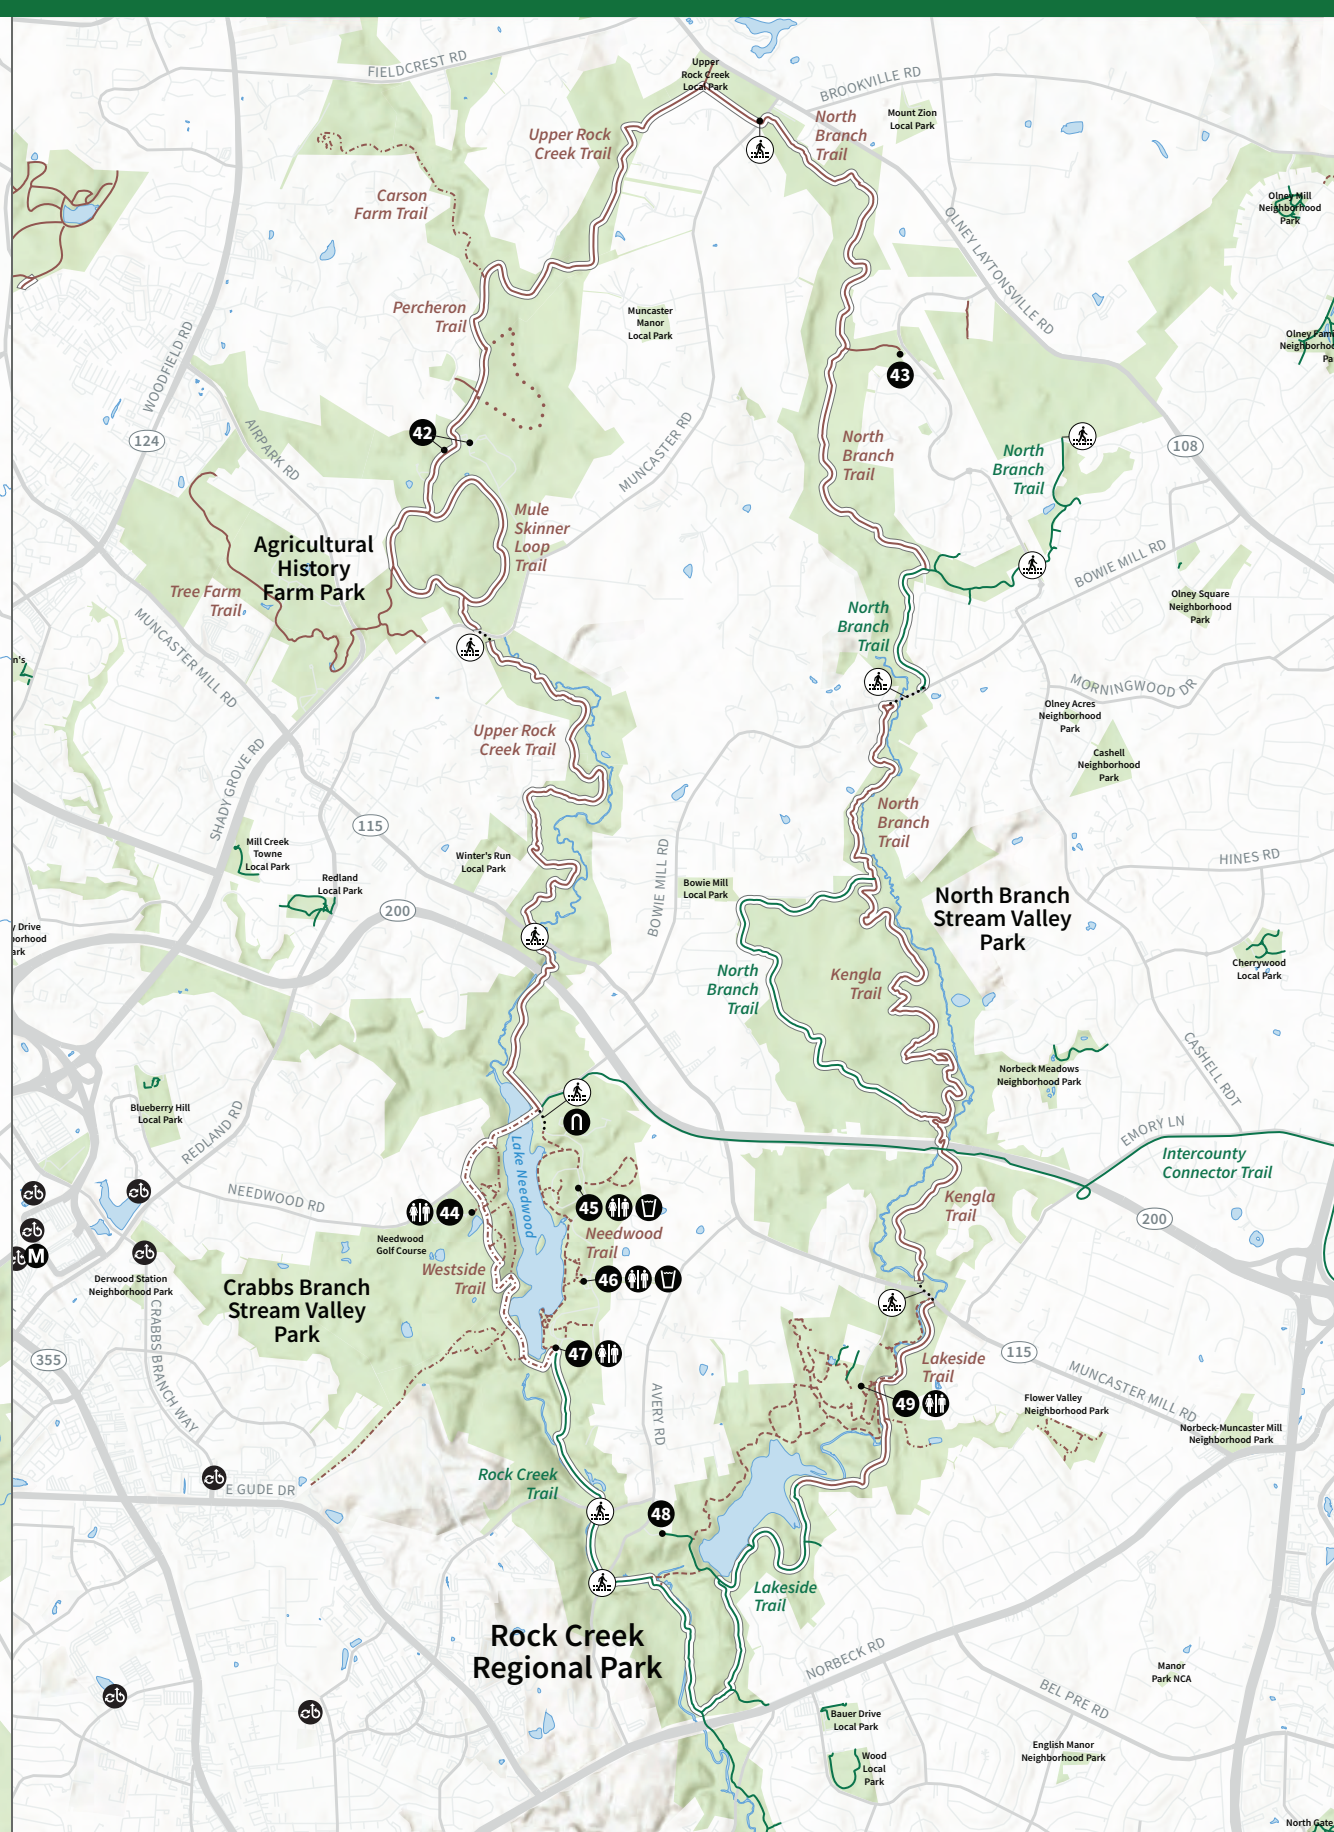 Upper
Rock Creek
Local Park
FIELDCREST RD
BROOKVILLE RD
Mount Zion
Local Park
North
Branch
Trail
Upper Rock
Creek Trail
Carson
Farm Trail
Olney Mill
Neighborhood
Park
OLNEY LAYTONSVILLE RD
Percheron
Trail
Muncaster
Manor
Local Park
WOODFIELD RD
43
42
124
AIRPARK RD
MUNCASTER RD
North
Branch
Trail
North
Branch
Trail
108
Mule
Skinner
Loop
Trail
Agricultural
History
Farm Park
BOWIE MILL RD
Tree Farm
Trail
Olney Square
Neighborhood
Park
North
Branch
Trail
MUNCASTER MILL RD
n's
MORNINGWOOD DR
Olney Acres
Neighborhood
Park
Upper Rock
Creek Trail
Cashell
Neighborhood
Park
SHADY GROVE RD
North
Branch
Trail
115
Mill Creek
Towne
Local Park
Winter's Run
Local Park
HINES RD
Redland
Local Park
Bowie Mill
Local Park
North Branch
Stream Valley
Park
200
BOWIE MILL RD
y Drive
orhood
ark
Cherrywood
Local Park
North
Branch
Trail
Kengla
Trail
CASHELL RDT
Norbeck Meadows
Neighborhood Park
Blueberry Hill
Local Park
REDLAND RD
EMORY LN
Intercounty
Connector Trail
Lake Needwood
NEEDWOOD RD
44
45
Kengla
Trail
200
Needwood
Golf Course
Needwood
Trail
M
Westside
Trail
46
Derwood Station
Neighborhood Park
Crabbs Branch
Stream Valley
Park
CRABBS BRANCH WAY
47
355
Lakeside
Trail
115
MUNCASTER MILL RD
AVERY RD
49
Flower Valley
Neighborhood Park
Norbeck-Muncaster Mill
Neighborhood Park
Rock Creek
Trail
E GUDE DR
48
Lakeside
Trail
Rock Creek
Regional Park
NORBECK RD
BEL PRE RD
Manor
Park NCA
Bauer Drive
Local Park
English Manor
Neighborhood Park
Wood
Local
Park
North Gate